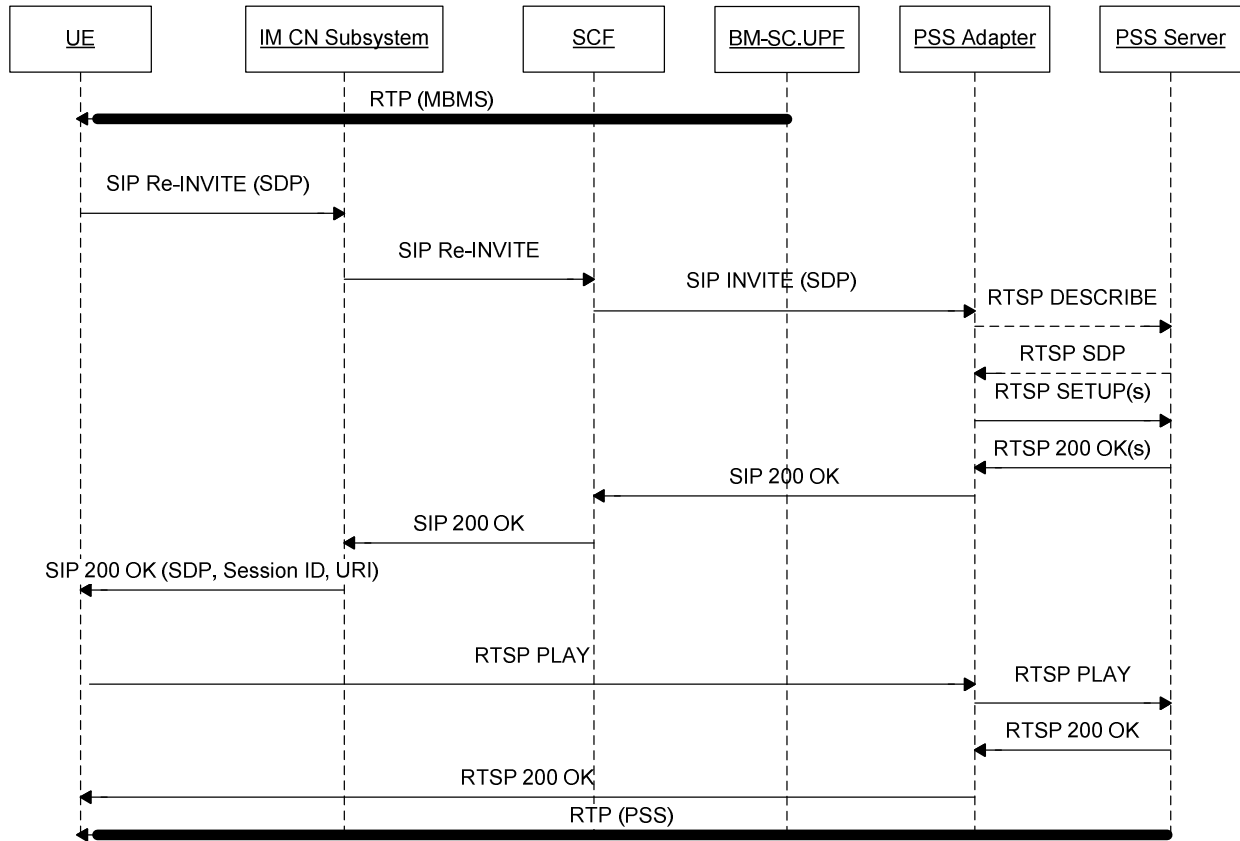 UE
IM CN Subsystem
SCF
BM-SC.UPF
PSS Adapter
PSS Server
RTP (MBMS)
SIP Re-INVITE (SDP)
SIP Re-INVITE
SIP INVITE (SDP)
RTSP DESCRIBE
RTSP SDP
RTSP SETUP(s)
RTSP 200 OK(s)
SIP 200 OK
SIP 200 OK
SIP 200 OK (SDP, Session ID, URI)
RTSP PLAY
RTSP PLAY
RTSP 200 OK
RTSP 200 OK
RTP (PSS)